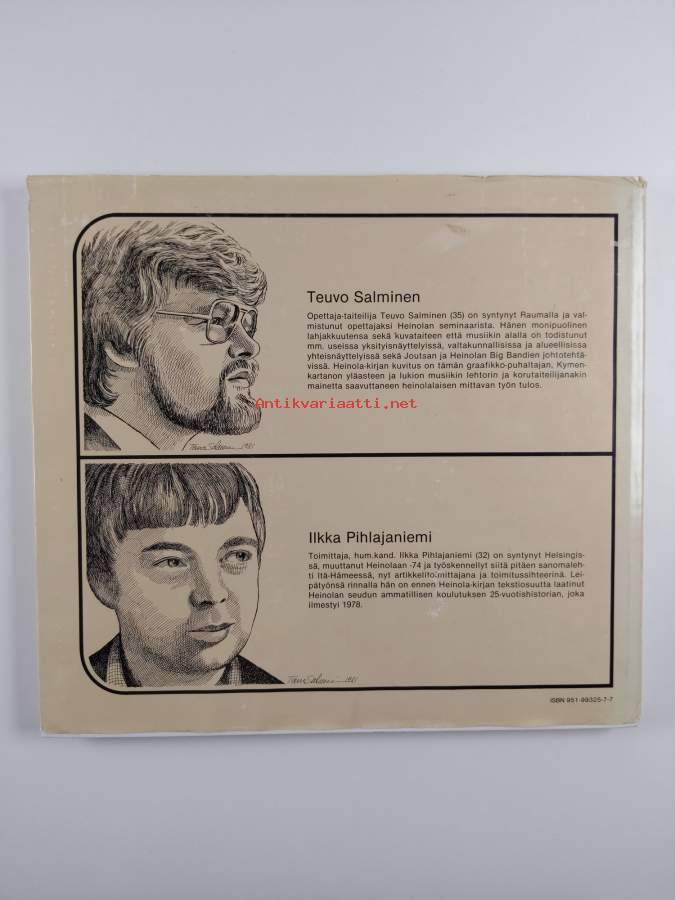 Teuvo Salminen
Opettaja-taiteilija Teuvo Salminen (35) on syntynyt Raumalla ja val-
mistunut opettajaksi Heinolan seminaarista. Hänen monipuolinen
lahjakkuutensa sekä kuvataiteen että musiikin alalla on todistunut
mm. useissa yksityisnäyttelyissä, valtakunnallisissa ja alueellisissa
yhteisnäyttelyissä sekä Joutsan ja Heinolan Big Bandien johtotehtä-
vissä. Heinola-kirjan kuvitus on tämän graafikko-puhaltajan, Kymen-
kartanon yläasteen ja lukion musiikin lehtorin ja korutaiteilijanakin
mainetta saavuttaneen heinolalaisen mittavan työn tulos.
Antikvariaatti.net
Teuvo Salminen 1981
Ilkka Pihlajaniemi
Toimittaja, hum.kand. Ilkka Pihlajaniemi (32) on syntynyt Helsingis-
sä, muuttanut Heinolaan -74 ja työskennellyt siitä pitäen sanomaleh-
ti Itä-Hämeessä, nyt artikkelitoimittajana ja toimitussihteerinä. Lei-
pätyönsä rinnalla hän on ennen Heinola-kirjan tekstiosuutta laatinut
Heinolan seudun ammatillisen koulutuksen 25-vuotishistorian, joka
ilmestyi 1978.
Teuvo Salminen 1981
ISBN 951-99325-7-7